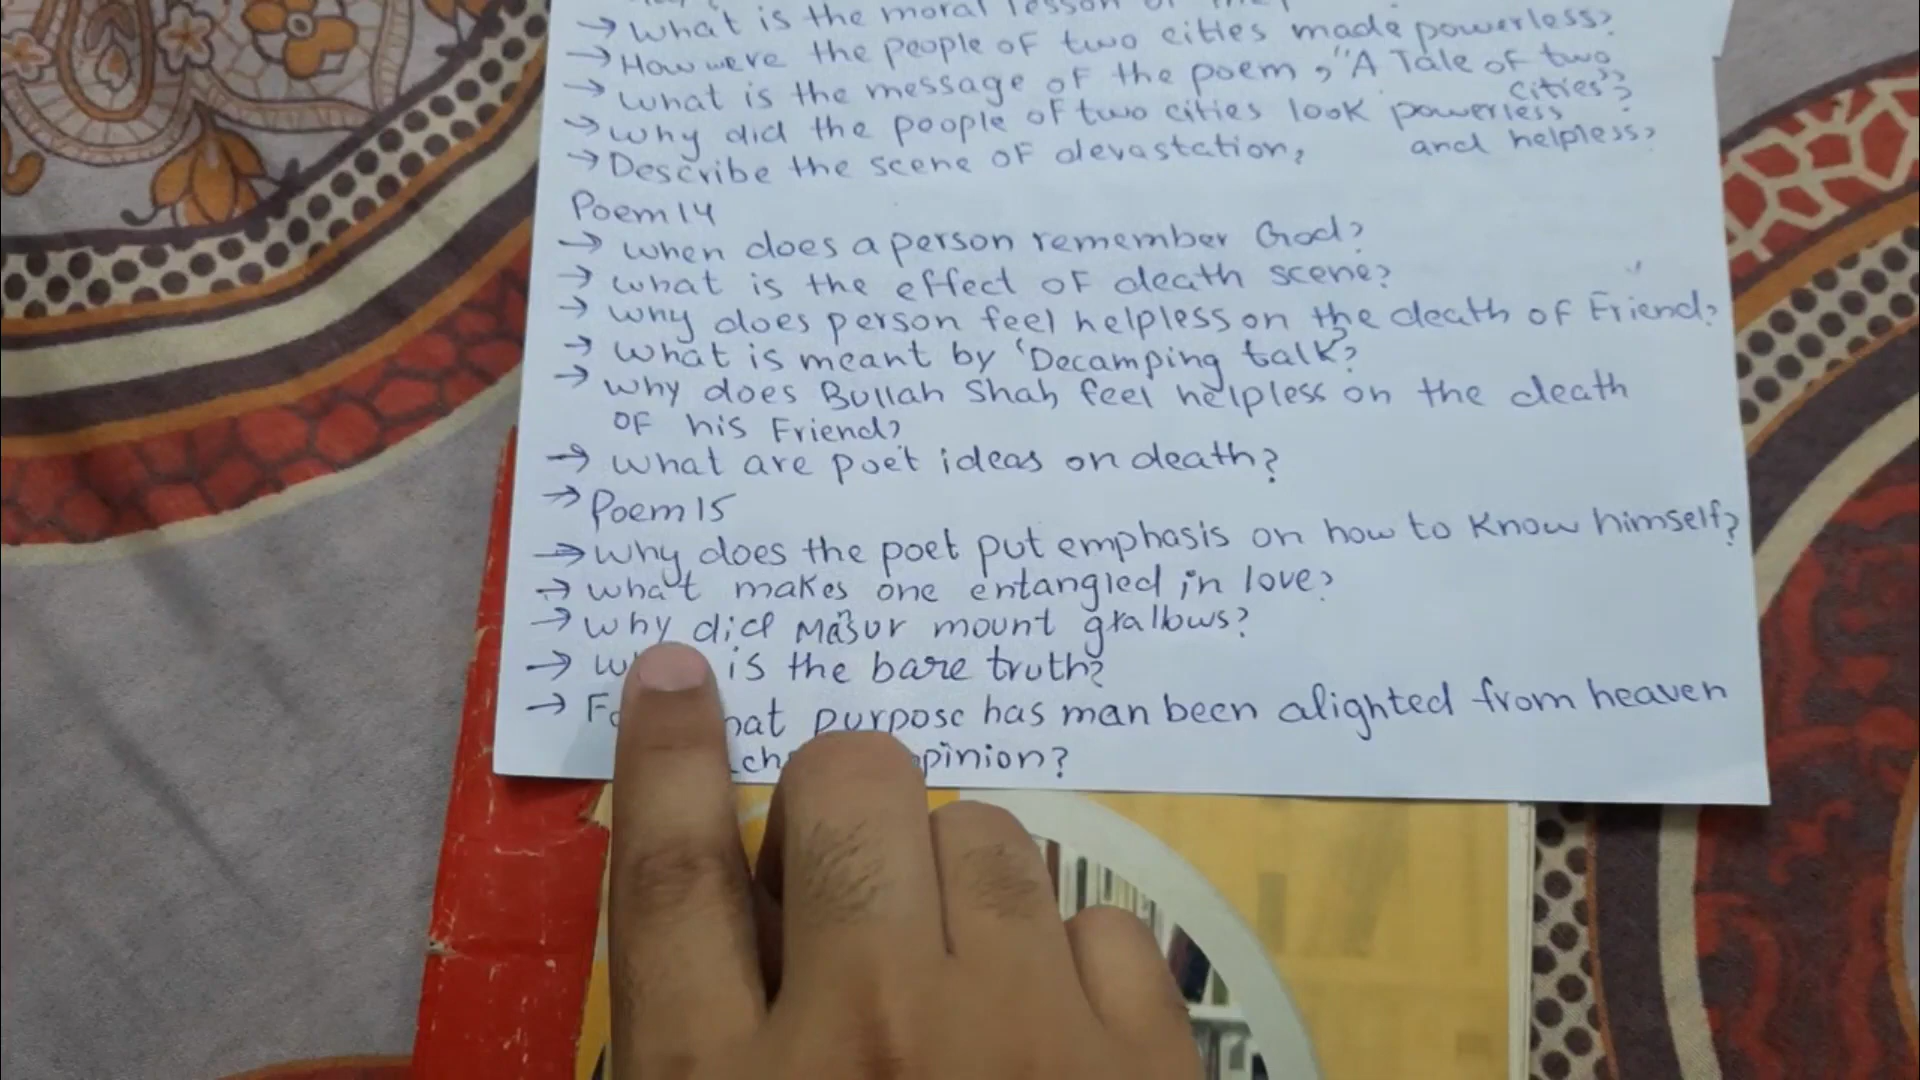 → What is the moral lesson of the
→ How were the people of two cities made powerless?
→ What is the message of the poem, "A Tale of two cities"?
→ Why did the poople of two cities look powerless and helpless?
→ Describe the scene of devastation,
Poem 14
→ When does a person remember God?
→ What is the effect of death scene?
→ Why does person feel helpless on the death of Friend?
→ What is meant by 'Decamping talk'?
→ Why does Bullah Shah feel helpless on the death
of his Friend?
→ What are poet ideas on death?
→ Poem 15
→ Why does the poet put emphasis on how to know himself?
→ What makes one entangled in love?
→ Why did Mansur mount gralbws?
→ is the bare truth?
→ purpose has man been alighted from heaven
pinion?